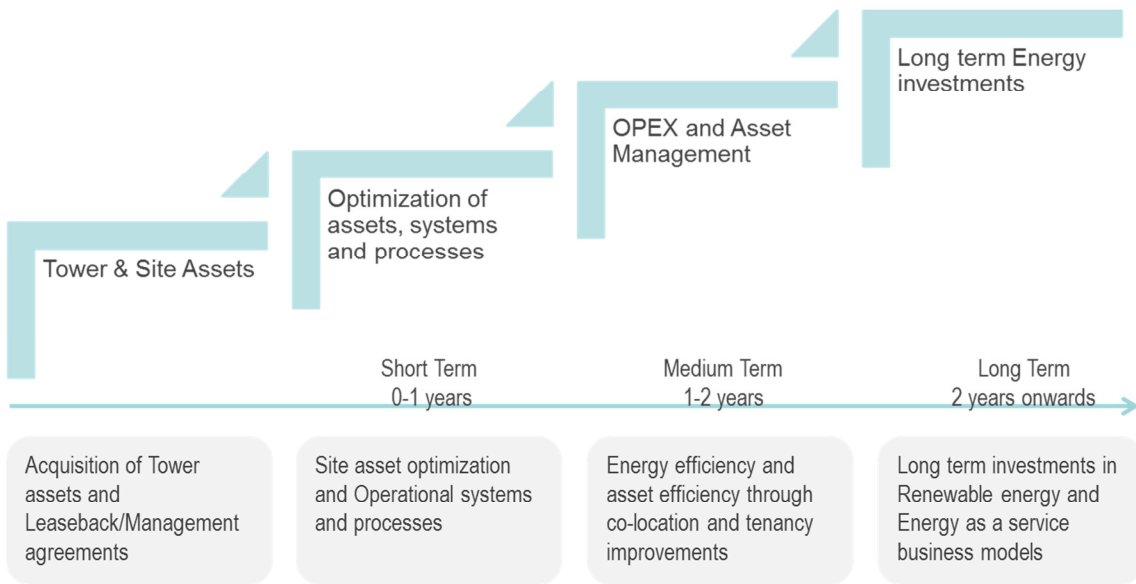 Tower & Site Assets
Optimization of
assets, systems
and processes
OPEX and Asset
Management
Long term Energy
investments
Short Term
0-1 years
Medium Term
1-2 years
Long Term
2 years onwards
Acquisition of Tower
assets and
Leaseback/Management
agreements
Site asset optimization
and Operational systems
and processes
Energy efficiency and
asset efficiency through
co-location and tenancy
improvements
Long term investments in
Renewable energy and
Energy as a service
business models